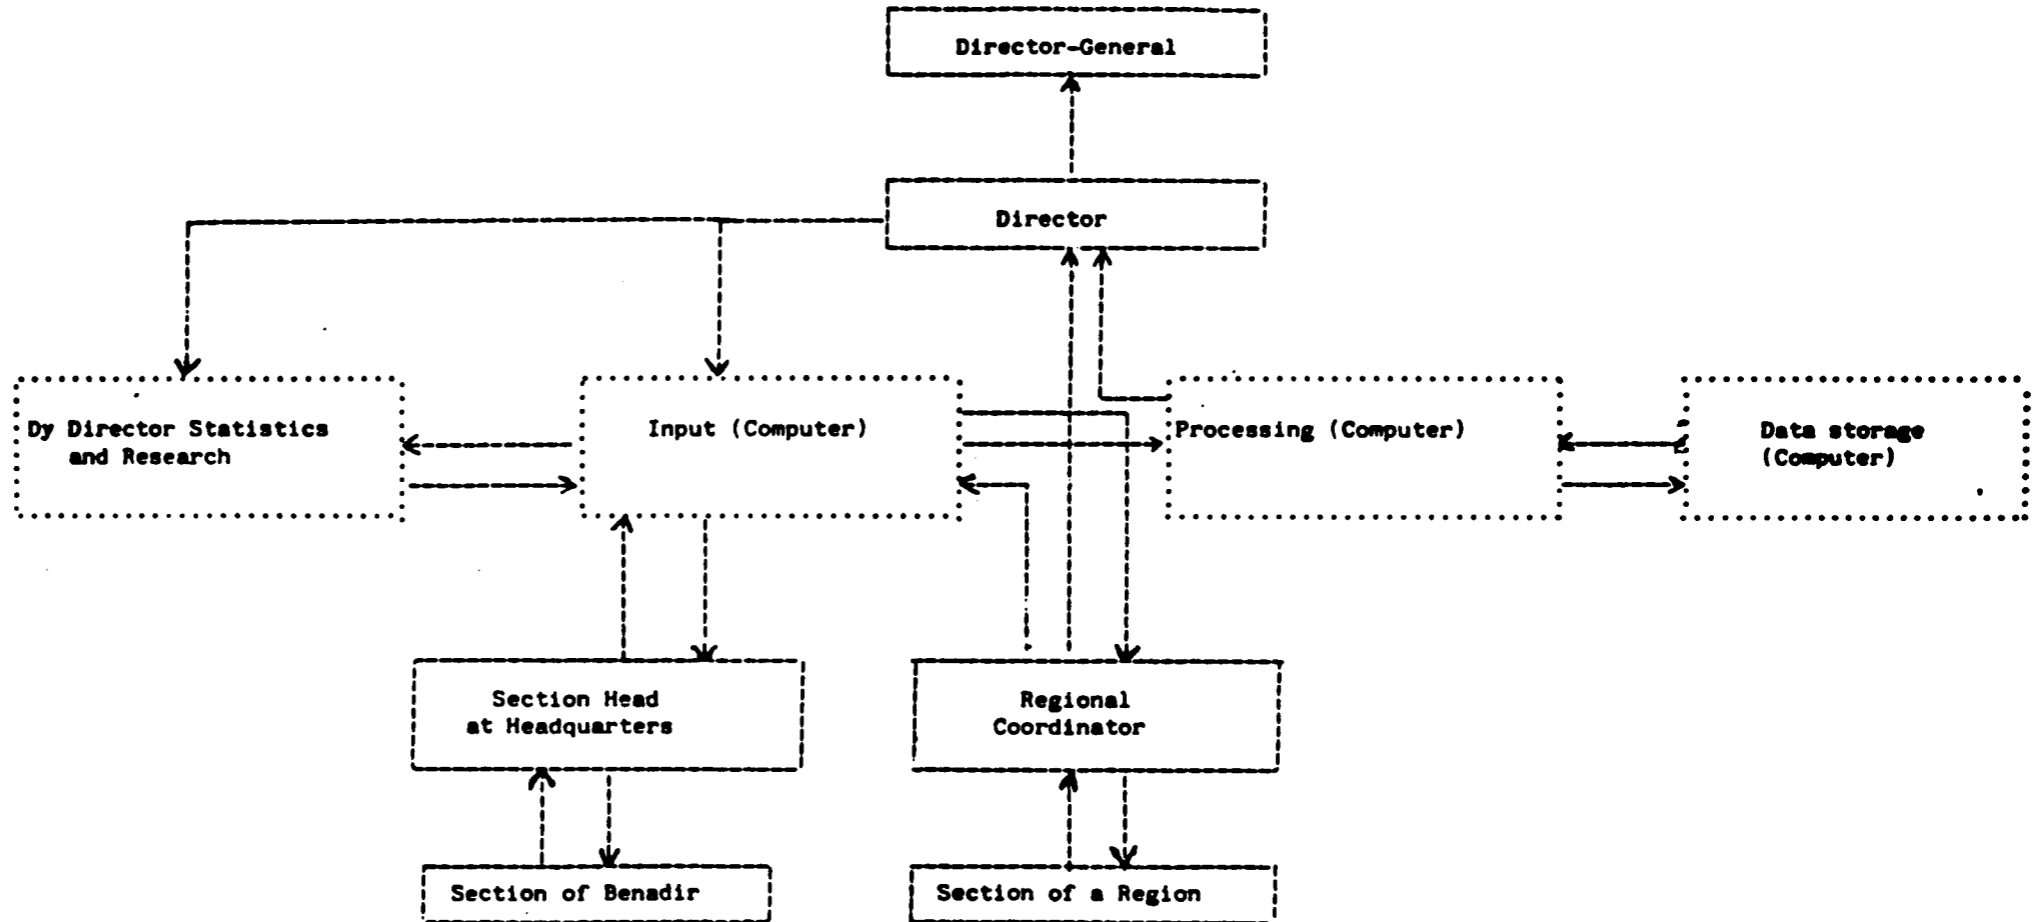 Director-General
Director
Dy Director Statistics
and Research
Input (Computer)
Processing (Computer)
Data storage
(Computer)
Section Head
at Headquarters
Regional
Coordinator
Section of Benadir
Section of a Region